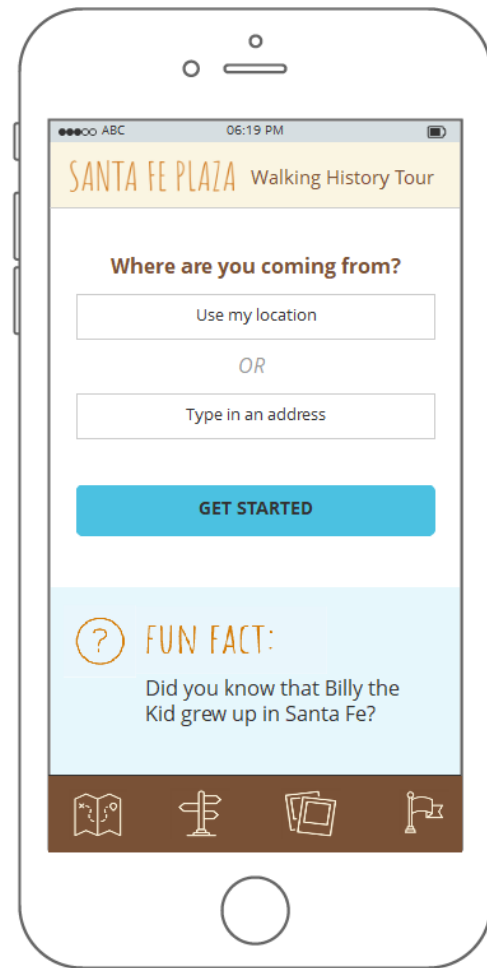 ABC 06:19 PM
SANTA FE PLAZA Walking History Tour
Where are you coming from?
Use my location
OR
Type in an address
GET STARTED
? FUN FACT:
Did you know that Billy the
Kid grew up in Santa Fe?